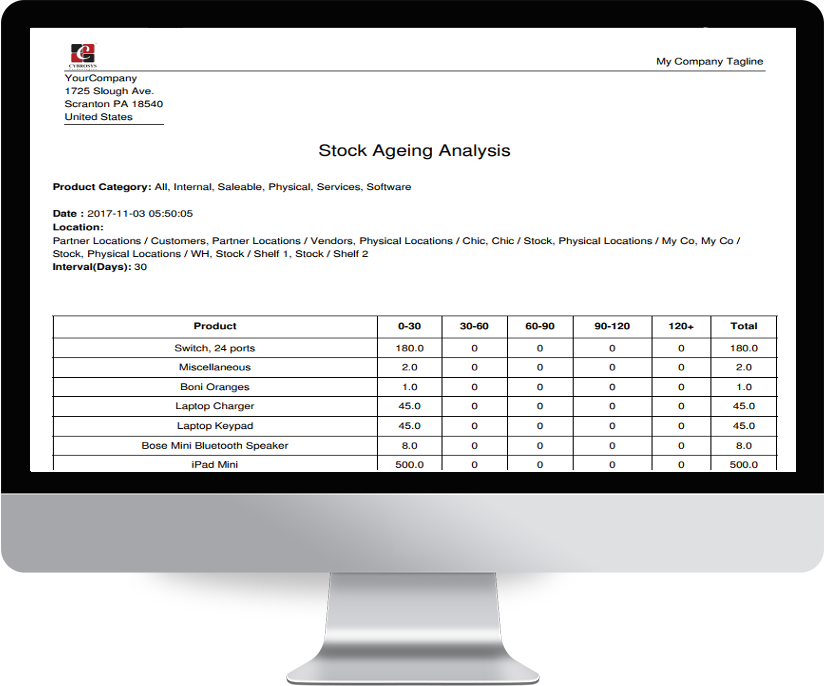 CYBROSYS
My Company Tagline
YourCompany
1725 Slough Ave.
Scranton PA 18540
United States
Stock Ageing Analysis
Product Category: All, Internal, Saleable, Physical, Services, Software
Date : 2017-11-03 05:50:05
Location:
Partner Locations / Customers, Partner Locations / Vendors, Physical Locations / Chic, Chic / Stock, Physical Locations / My Co, My Co /
Stock, Physical Locations / WH, Stock / Shelf 1, Stock / Shelf 2
Interval(Days): 30
Product 0-30 30-60 60-90 90-120 120+ Total
Switch, 24 ports 180.0 0 0 0 0 180.0
Miscellaneous 2.0 0 0 0 0 2.0
Boni Oranges 1.0 0 0 0 0 1.0
Laptop Charger 45.0 0 0 0 0 45.0
Laptop Keypad 45.0 0 0 0 0 45.0
Bose Mini Bluetooth Speaker 8.0 0 0 0 0 8.0
iPad Mini 500.0 0 0 0 0 500.0